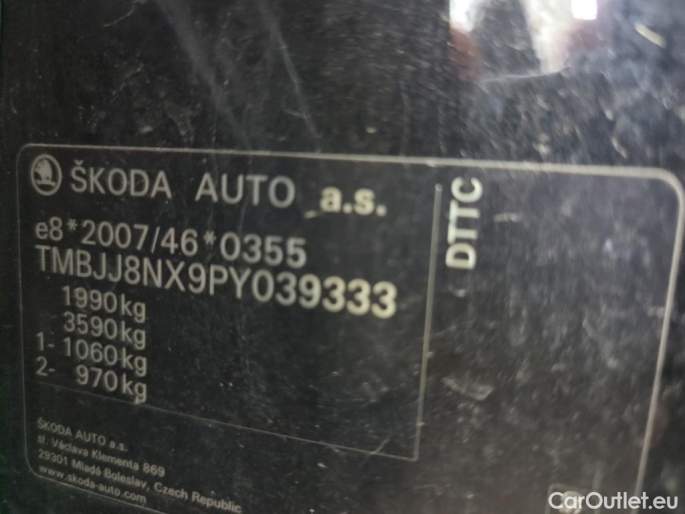 ŠKODA AUTO a.s.
e8*2007/46*0355
TMBJJ8NX9PY039333
1990kg
3590kg
1- 1060kg
2- 970kg
DTTC
ŠKODA AUTO a.s.
tř. Václava Klementa 869
29301 Mladá Boleslav, Czech Republic
www.skoda-auto.com
CarOutlet.eu